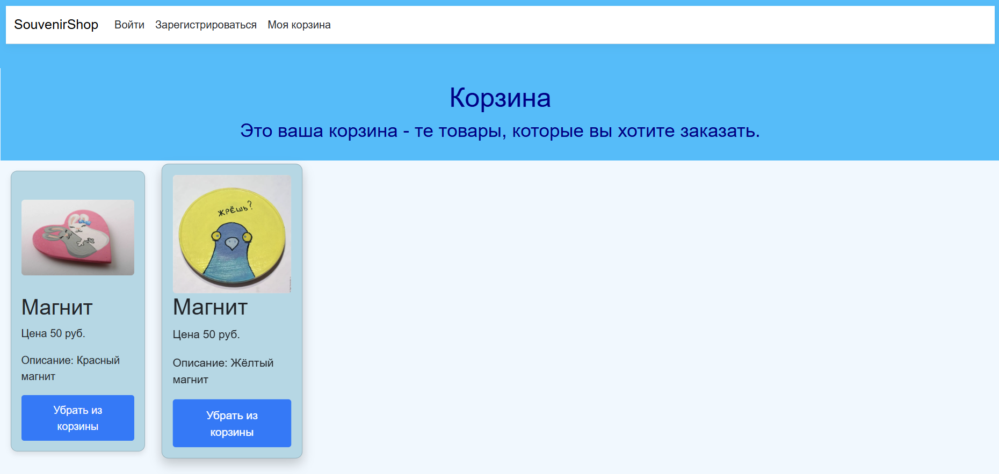 SouvenirShop Войти Зарегистрироваться Моя корзина
Корзина
Это ваша корзина - те товары, которые вы хотите заказать.
Магнит
Цена 50 руб.
Описание: Красный
магнит
Убрать из
корзины
жрёшь?
Магнит
Цена 50 руб.
Описание: Жёлтый
магнит
Убрать из
корзины